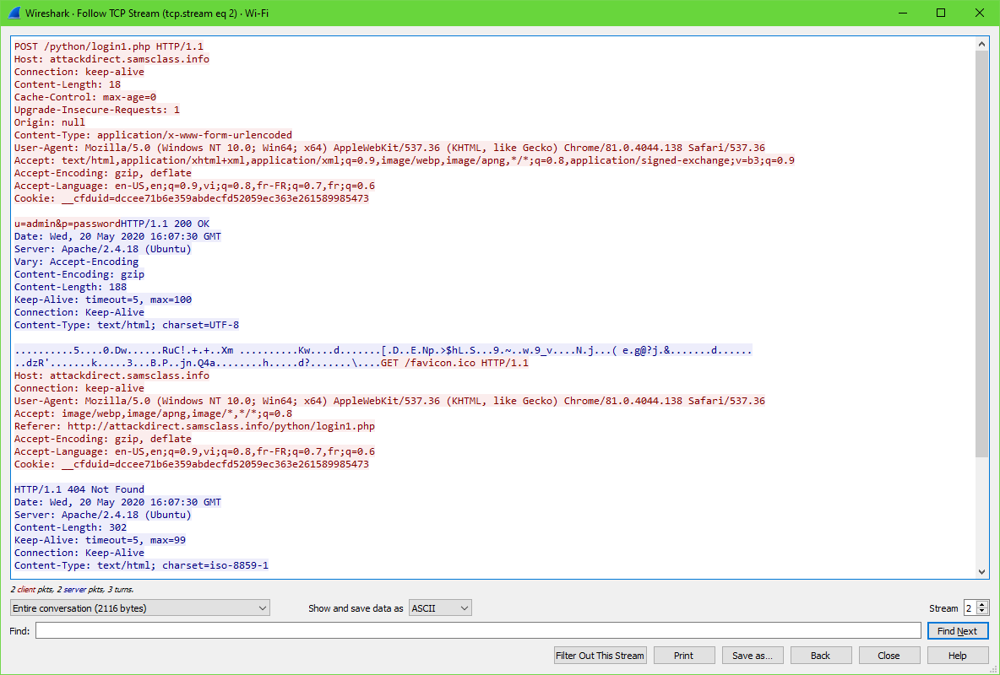 Wireshark · Follow TCP Stream (tcp.stream eq 2) · Wi-Fi
POST /python/login1.php HTTP/1.1
Host: attackdirect.samsclass.info
Connection: keep-alive
Content-Length: 18
Cache-Control: max-age=0
Upgrade-Insecure-Requests: 1
Origin: null
Content-Type: application/x-www-form-urlencoded
User-Agent: Mozilla/5.0 (Windows NT 10.0; Win64; x64) AppleWebKit/537.36 (KHTML, like Gecko) Chrome/81.0.4044.138 Safari/537.36
Accept: text/html,application/xhtml+xml,application/xml;q=0.9,image/webp,image/apng,*/*;q=0.8,application/signed-exchange;v=b3;q=0.9
Accept-Encoding: gzip, deflate
Accept-Language: en-US,en;q=0.9,vi;q=0.8,fr-FR;q=0.7,fr;q=0.6
Cookie: __cfduid=dccee71b6e359abdecfd52059ec363e261589985473
u=admin&p=passwordHTTP/1.1 200 OK
Date: Wed, 20 May 2020 16:07:30 GMT
Server: Apache/2.4.18 (Ubuntu)
Vary: Accept-Encoding
Content-Encoding: gzip
Content-Length: 188
Keep-Alive: timeout=5, max=100
Connection: Keep-Alive
Content-Type: text/html; charset=UTF-8
..........5....0.Dw......RuC!.+.+..Xm ..........Kw....d.......[.D..E.Np.>$hL.S...9.~..w.9_v....N.j...( e.g@?j.&.......d......
..dzR'.......k.....3...B.P..jn.Q4a........h.....d?.......\....GET /favicon.ico HTTP/1.1
Host: attackdirect.samsclass.info
Connection: keep-alive
User-Agent: Mozilla/5.0 (Windows NT 10.0; Win64; x64) AppleWebKit/537.36 (KHTML, like Gecko) Chrome/81.0.4044.138 Safari/537.36
Accept: image/webp,image/apng,image/*,*/*;q=0.8
Referer: http://attackdirect.samsclass.info/python/login1.php
Accept-Encoding: gzip, deflate
Accept-Language: en-US,en;q=0.9,vi;q=0.8,fr-FR;q=0.7,fr;q=0.6
Cookie: __cfduid=dccee71b6e359abdecfd52059ec363e261589985473
HTTP/1.1 404 Not Found
Date: Wed, 20 May 2020 16:07:30 GMT
Server: Apache/2.4.18 (Ubuntu)
Content-Length: 302
Keep-Alive: timeout=5, max=99
Connection: Keep-Alive
Content-Type: text/html; charset=iso-8859-1
2 client pkts, 2 server pkts, 3 turns.
Entire conversation (2116 bytes) Show and save data as ASCII Stream 2
Find: Find Next
Filter Out This Stream Print Save as... Back Close Help